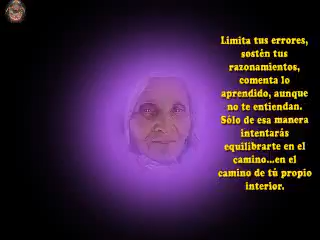 Limita tus errores,
sostén tus
razonamientos,
comenta lo
aprendido, aunque
no te entiendan.
Sólo de esa manera
intentarás
equilibrarte en el
camino...en el
camino de tú propio
interior.